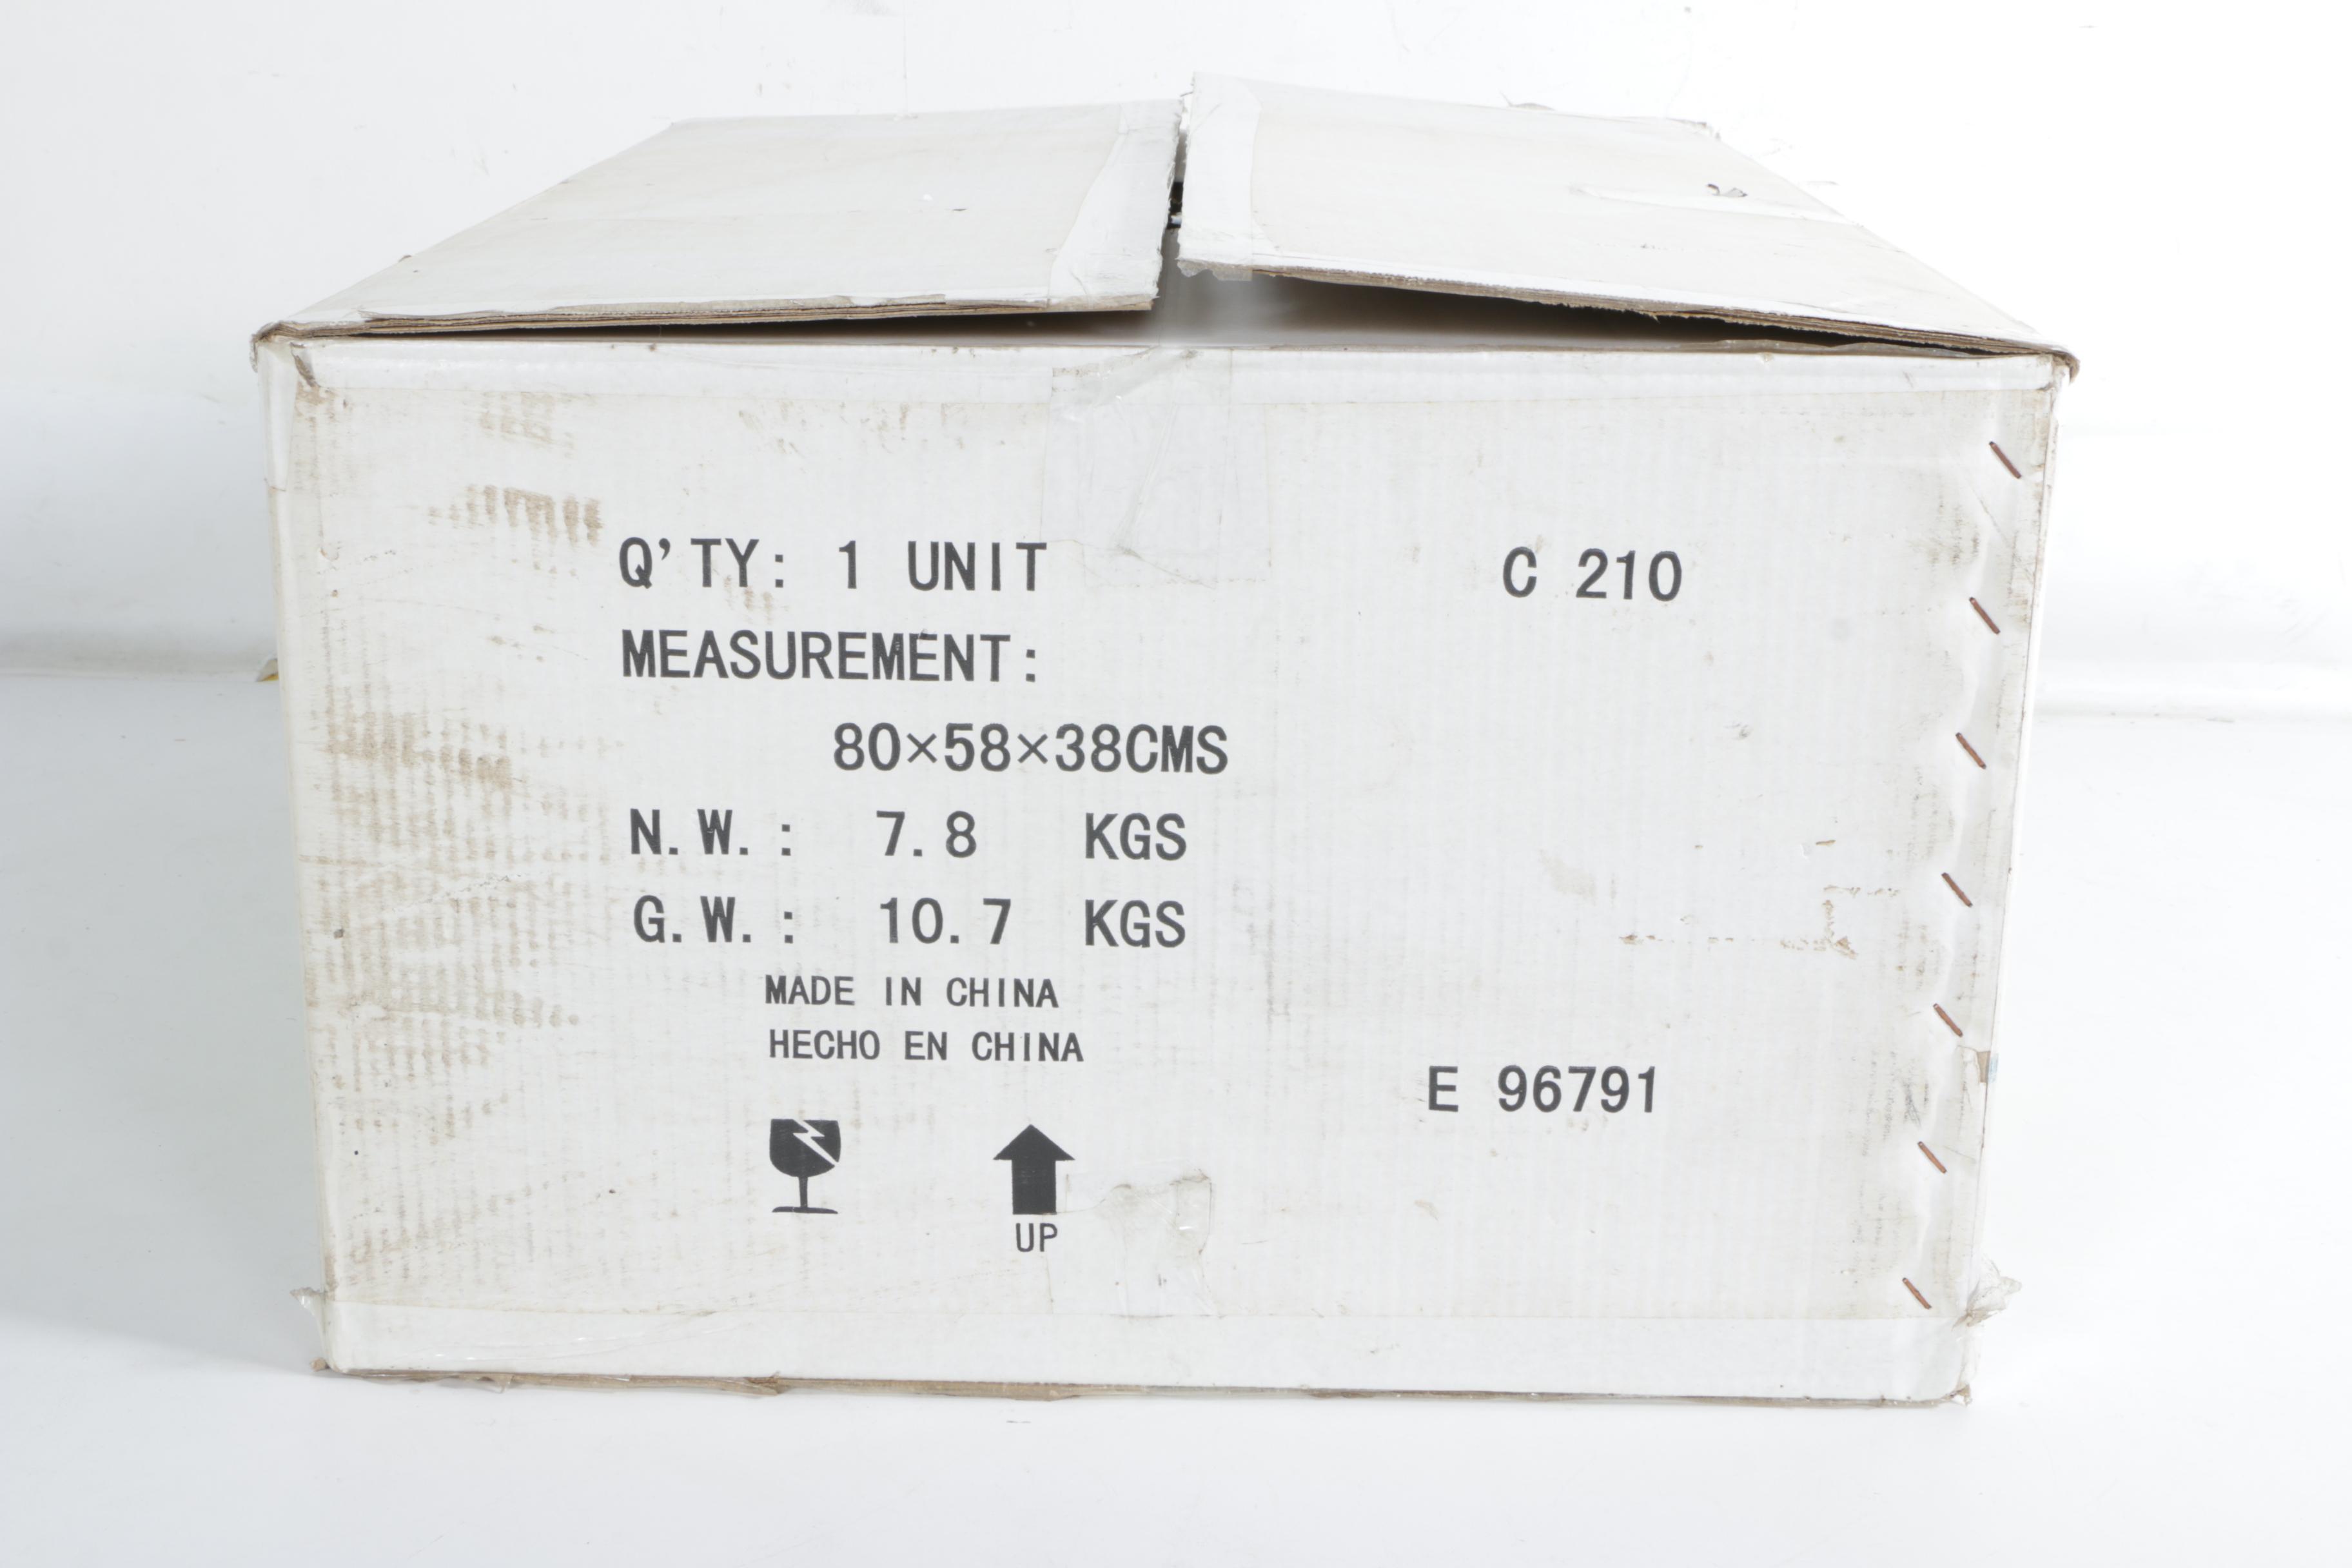 Q'TY: 1 UNIT
C 210
MEASUREMENT:
80×58×38CMS
N.W.: 7.8 KGS
G.W.: 10.7 KGS
MADE IN CHINA
HECHO EN CHINA
E 96791
UP